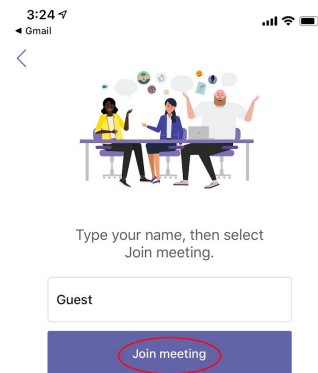 3:24
◀ Gmail
Type your name, then select
Join meeting.
Guest
Join meeting